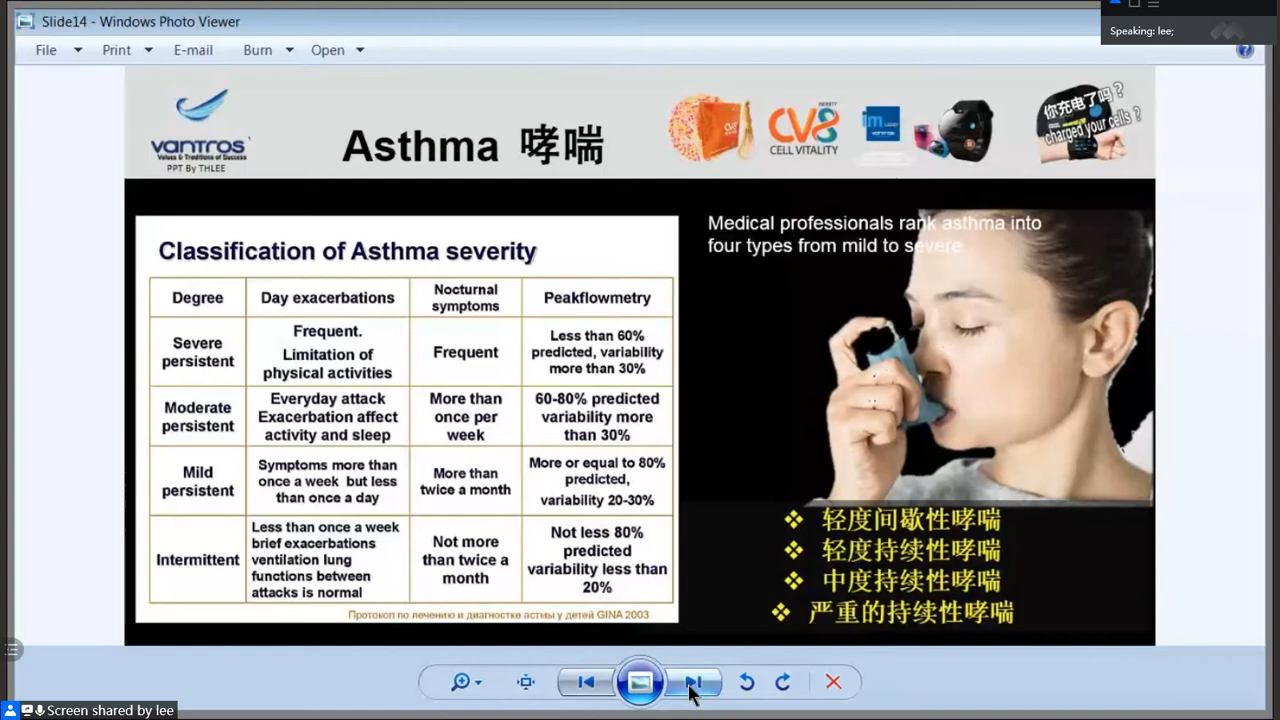 Slide14 - Windows Photo Viewer
Speaking: lee;
File Print E-mail Burn Open
vantros
Values & Traditions of Success
PPT By THLEE
Asthma 哮喘
CV8
CV8
CELL VITALITY
vantros
你充电了吗?
charged your cells ?
Medical professionals rank asthma into
four types from mild to severe
Classification of Asthma severity
Degree
Day exacerbations
Nocturnal
symptoms
Peakflowmetry
Severe
persistent
Frequent.
Limitation of
physical activities
Frequent
Less than 60%
predicted, variability
more than 30%
Moderate
persistent
Everyday attack
Exacerbation affect
activity and sleep
More than
once per
week
60-80% predicted
variability more
than 30%
Mild
persistent
Symptoms more than
once a week but less
than once a day
More than
twice a month
More or equal to 80%
predicted,
variability 20-30%
Intermittent
Less than once a week
brief exacerbations
ventilation lung
functions between
attacks is normal
Not more
than twice a
month
Not less 80%
predicted
variability less than
20%
Протокол по лечению и диагностке астмы у детей GINA 2003
轻度间歇性哮喘
轻度持续性哮喘
中度持续性哮喘
严重的持续性哮喘
Screen shared by lee